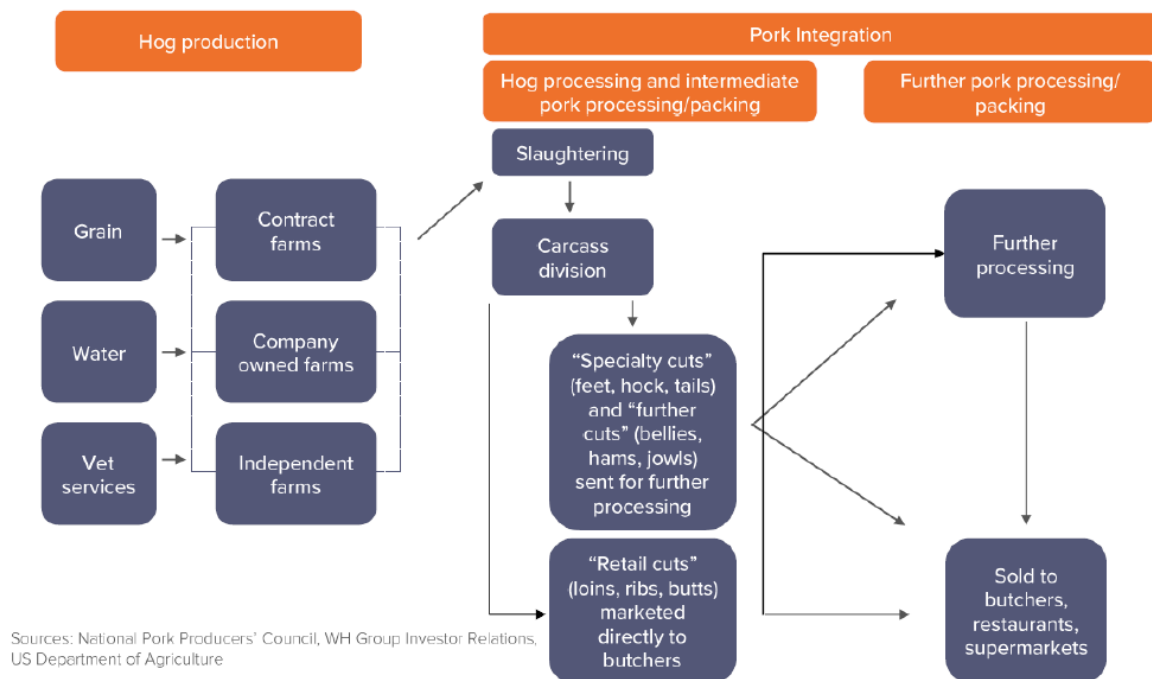 Hog production
Pork Integration
Hog processing and intermediate
pork processing/packing
Further pork processing/
packing
Slaughtering
Grain
Contract
farms
Carcass
division
Further
processing
Water
Company
owned farms
“Specialty cuts”
(feet, hock, tails)
and “further
cuts” (bellies,
hams, jowls)
sent for further
processing
Vet
services
Independent
farms
“Retail cuts”
(loins, ribs, butts)
marketed
directly to
butchers
Sold to
butchers,
restaurants,
supermarkets
Sources: National Pork Producers’ Council, WH Group Investor Relations,
US Department of Agriculture